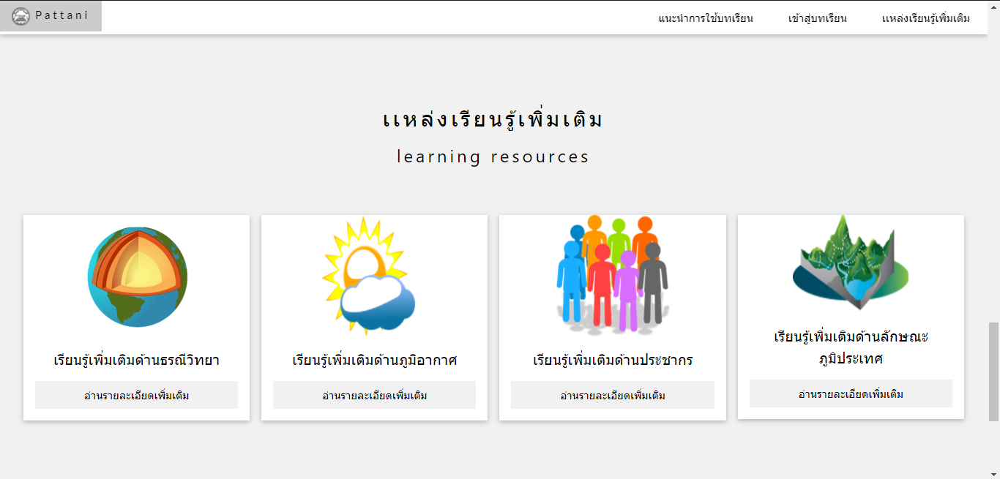 Pattani
แนะนำการใช้บทเรียน
เข้าสู่บทเรียน
แหล่งเรียนรู้เพิ่มเติม
แหล่งเรียนรู้เพิ่มเติม
learning resources
เรียนรู้เพิ่มเติมด้านธรณีวิทยา
อ่านรายละเอียดเพิ่มเติม
เรียนรู้เพิ่มเติมด้านภูมิอากาศ
อ่านรายละเอียดเพิ่มเติม
เรียนรู้เพิ่มเติมด้านประชากร
อ่านรายละเอียดเพิ่มเติม
เรียนรู้เพิ่มเติมด้านลักษณะ
ภูมิประเทศ
อ่านรายละเอียดเพิ่มเติม